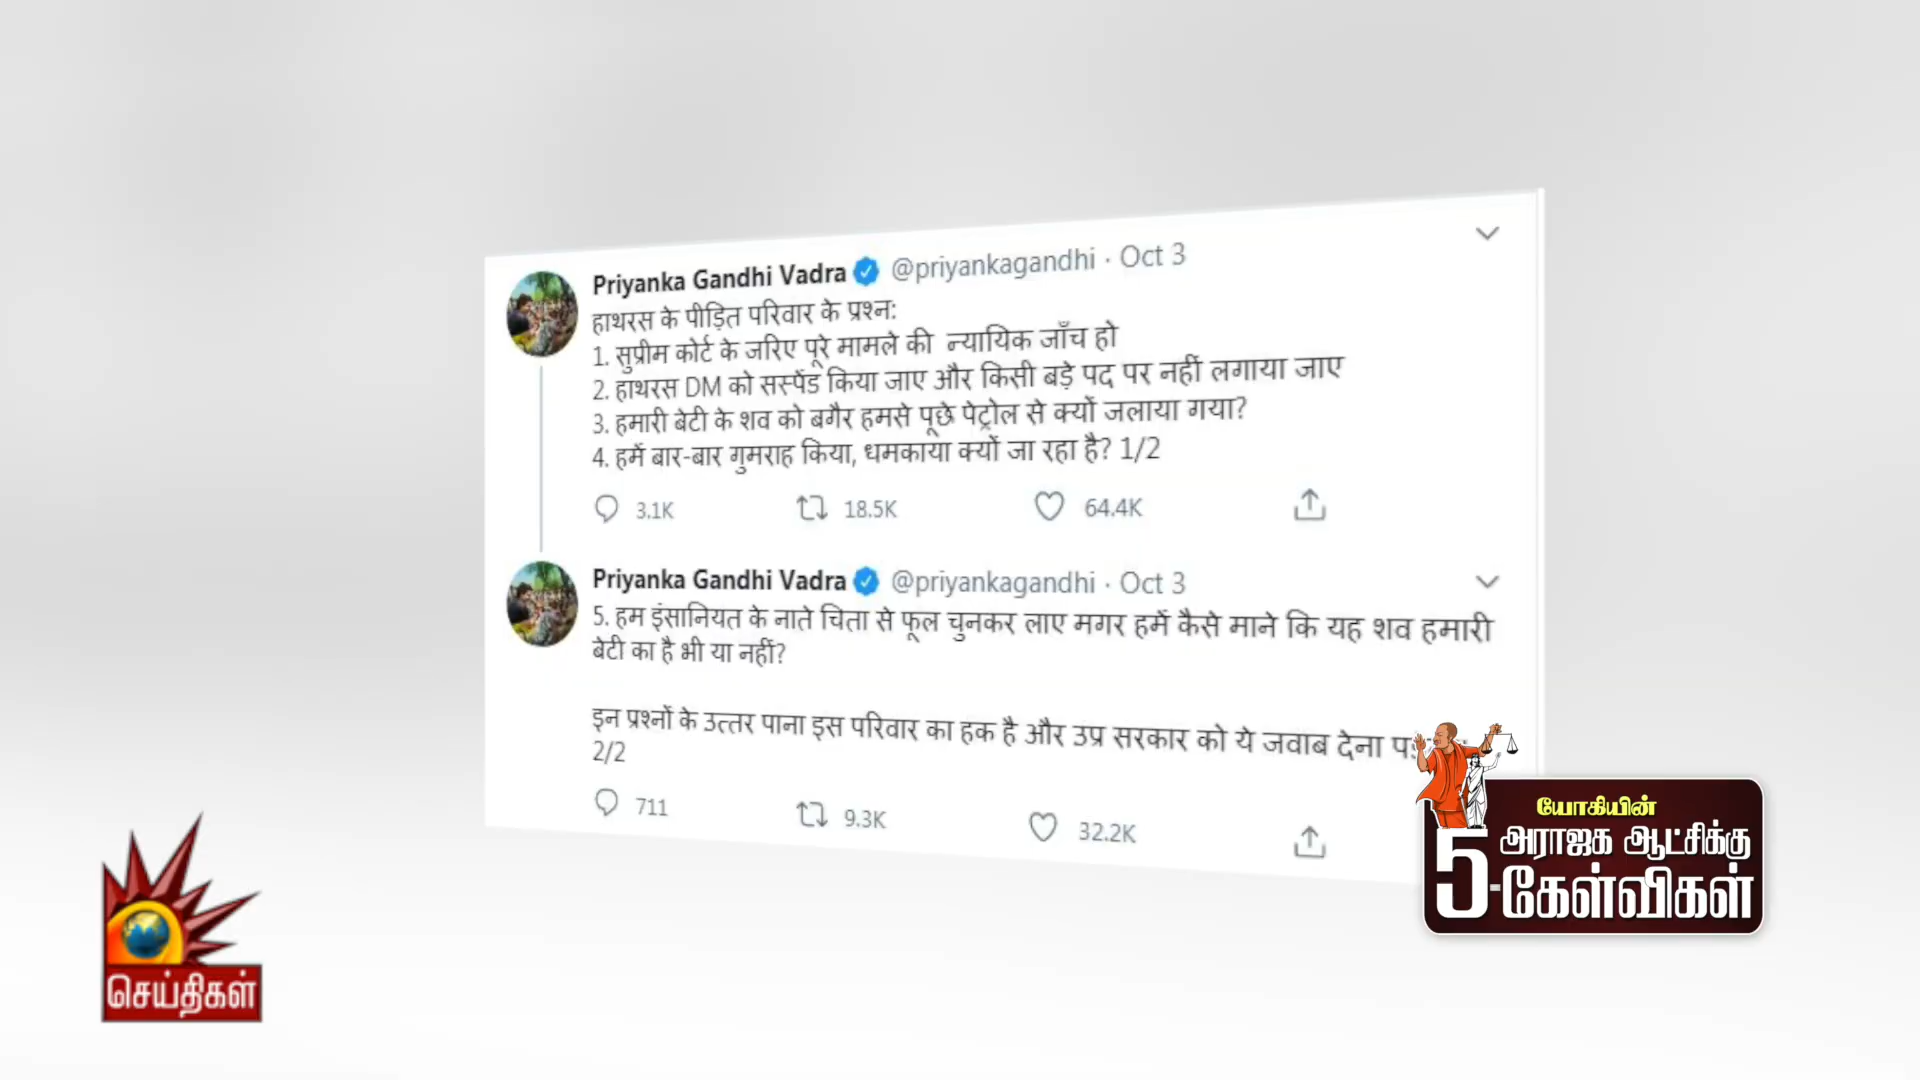 Priyanka Gandhi Vadra @priyankagandhi · Oct 3
हाथरस के पीड़ित परिवार के प्रश्न:
1. सुप्रीम कोर्ट के जरिए पूरे मामले की न्यायिक जाँच हो
2. हाथरस DM को सस्पेंड किया जाए और किसी बड़े पद पर नहीं लगाया जाए
3. हमारी बेटी के शव को बगैर हमसे पूछे पेट्रोल से क्यों जलाया गया?
4. हमें बार-बार गुमराह किया, धमकाया क्यों जा रहा है? 1/2
3.1K 18.5K 64.4K
Priyanka Gandhi Vadra @priyankagandhi · Oct 3
5. हम इंसानियत के नाते चिता से फूल चुनकर लाए मगर हमें कैसे माने कि यह शव हमारी
बेटी का है भी या नहीं?
इन प्रश्नों के उत्तर पाना इस परिवार का हक है और उप्र सरकार को ये जवाब देना
2/2
711 9.3K 32.2K
யோகியின்
அராஜக ஆட்சிக்கு
5-கேள்விகள்
செய்திகள்